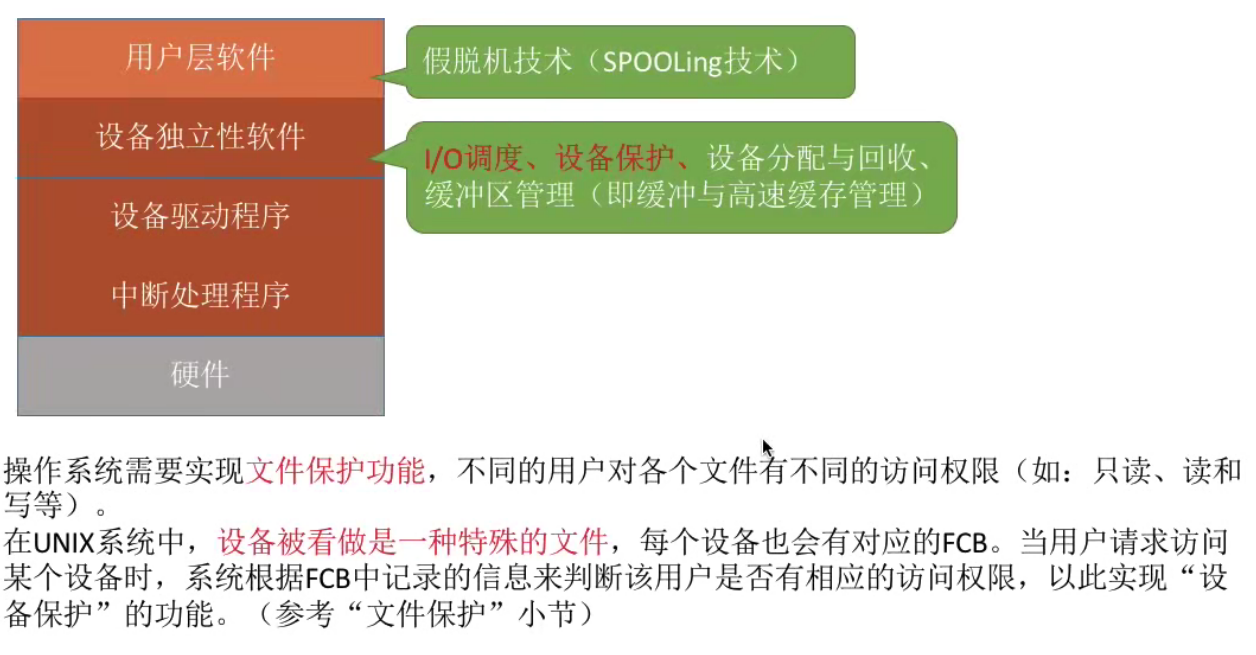 用户层软件
假脱机技术（SPOOLing技术）
设备独立性软件
I/O调度、设备保护、设备分配与回收、
缓冲区管理（即缓冲与高速缓存管理）
设备驱动程序
中断处理程序
硬件
操作系统需要实现文件保护功能，不同的用户对各个文件有不同的访问权限（如：只读、读和
写等）。
在UNIX系统中，设备被看做是一种特殊的文件，每个设备也会有对应的FCB。当用户请求访问
某个设备时，系统根据FCB中记录的信息来判断该用户是否有相应的访问权限，以此实现“设
备保护”的功能。（参考“文件保护”小节）